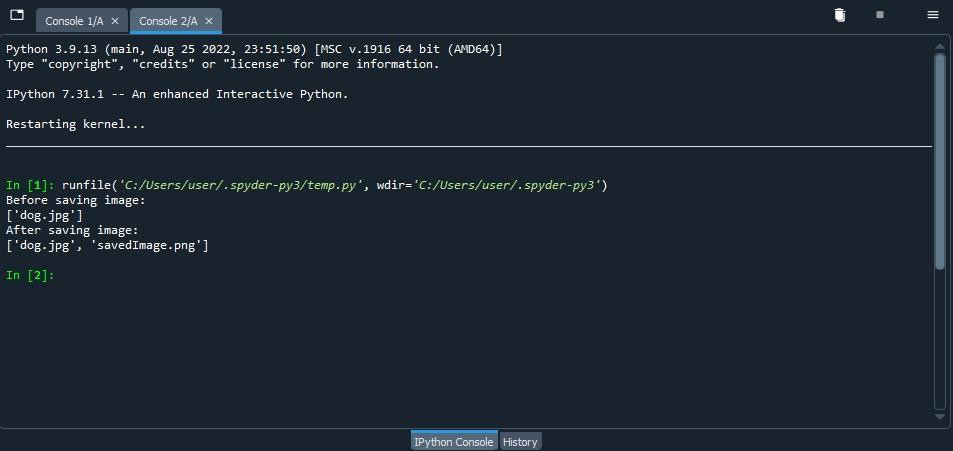 Console 1/A
Console 2/A
Python 3.9.13 (main, Aug 25 2022, 23:51:50) [MSC v.1916 64 bit (AMD64)]
Type "copyright", "credits" or "license" for more information.
IPython 7.31.1 -- An enhanced Interactive Python.
Restarting kernel...
In [1]: runfile('C:/Users/user/.spyder-py3/temp.py', wdir='C:/Users/user/.spyder-py3')
Before saving image:
['dog.jpg']
After saving image:
['dog.jpg', 'savedImage.png']
In [2]:
IPython Console
History